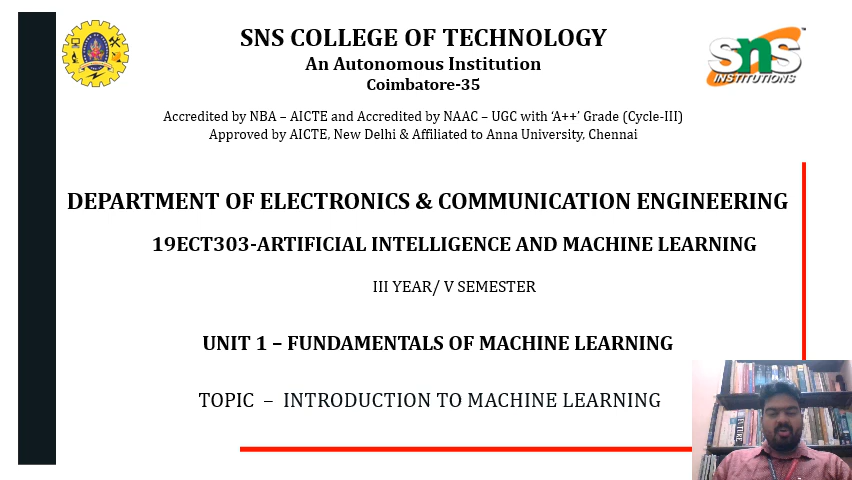 SNS COLLEGE OF TECHNOLOGY
An Autonomous Institution
Coimbatore-35
SNS
INSTITUTIONS
Accredited by NBA – AICTE and Accredited by NAAC – UGC with ‘A++’ Grade (Cycle-III)
Approved by AICTE, New Delhi & Affiliated to Anna University, Chennai
DEPARTMENT OF ELECTRONICS & COMMUNICATION ENGINEERING
19ECT303-ARTIFICIAL INTELLIGENCE AND MACHINE LEARNING
III YEAR/ V SEMESTER
UNIT 1 – FUNDAMENTALS OF MACHINE LEARNING
TOPIC – INTRODUCTION TO MACHINE LEARNING
FUTURE